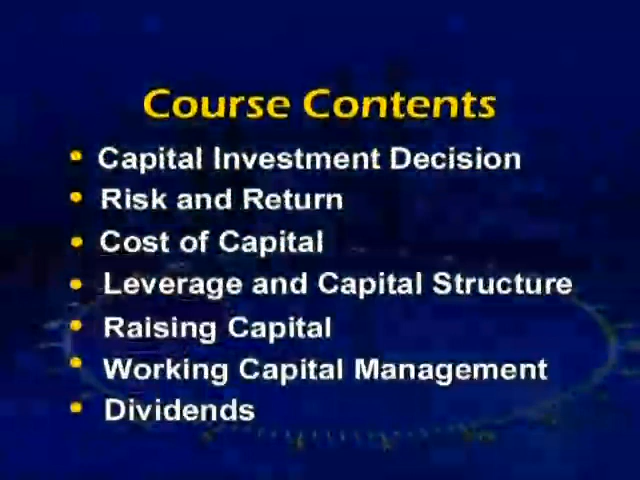 Course Contents
• Capital Investment Decision
• Risk and Return
• Cost of Capital
• Leverage and Capital Structure
• Raising Capital
• Working Capital Management
• Dividends